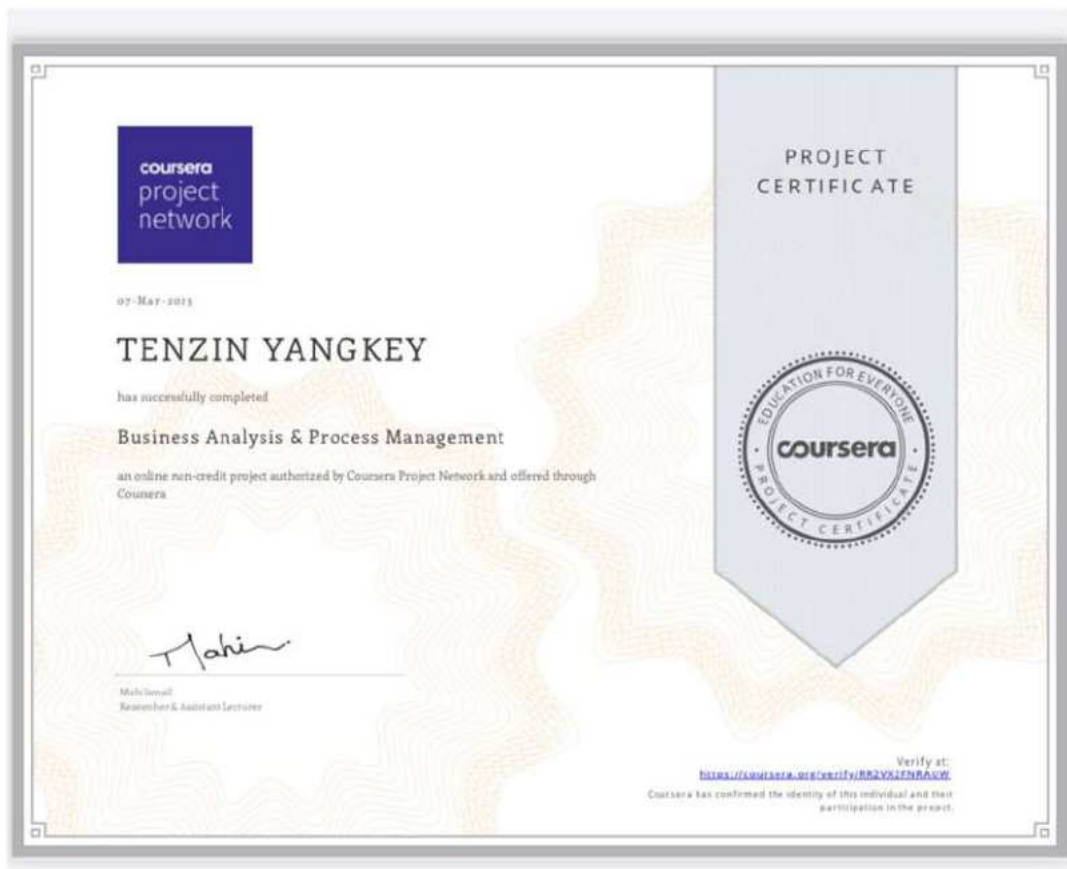 coursera
project
network
PROJECT
CERTIFICATE
TENZIN YANGKEY
has successfully completed
Business Analysis & Process Management
an online non-credit project authorized by Coursera Project Network and offered through
Coursera
EDUCATION FOR EVERYONE
coursera
PROJECT CERTIFICATE
Researcher & Assistant Lecturer
Verify at:
Coursera has confirmed the identity of this individual and their
participation in the project.